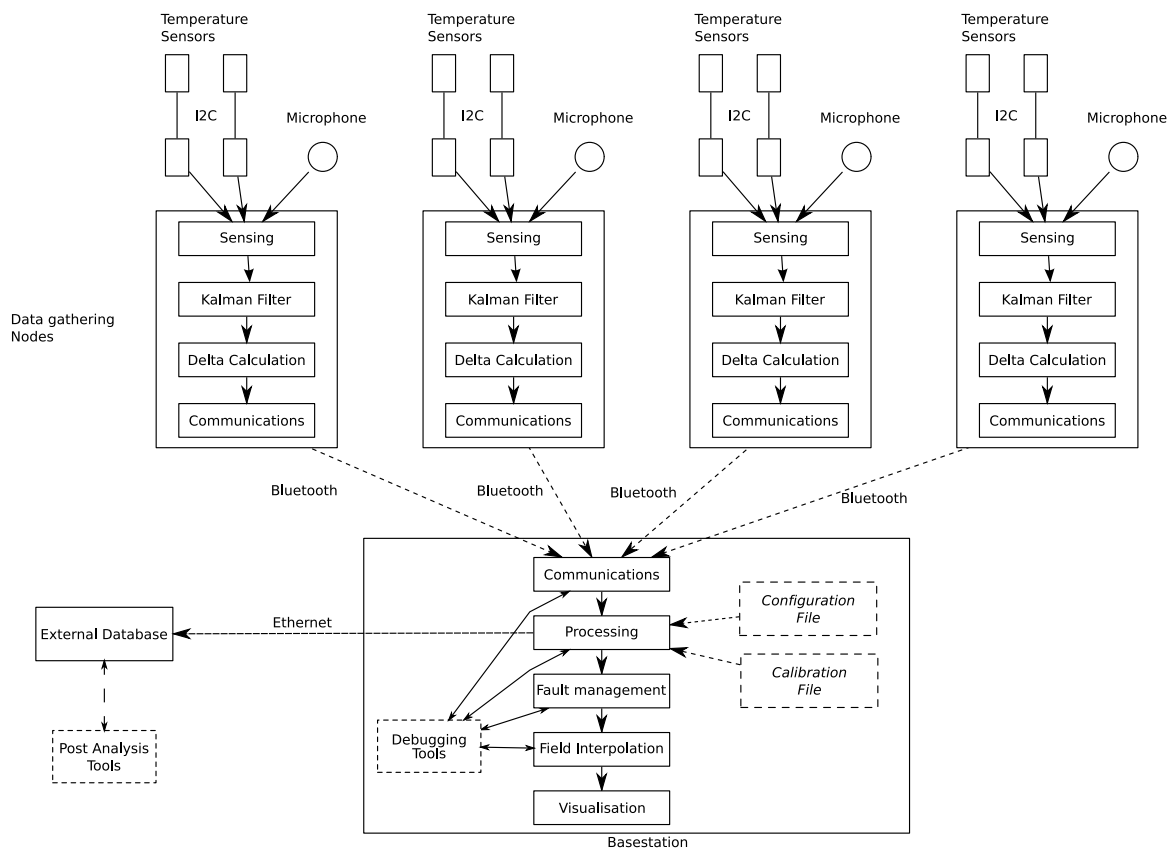 Temperature
Sensors
Temperature
Sensors
Temperature
Sensors
Temperature
Sensors
I2C
Microphone
I2C
Microphone
I2C
Microphone
I2C
Microphone
Sensing
Sensing
Sensing
Sensing
Kalman Filter
Kalman Filter
Kalman Filter
Kalman Filter
Data gathering
Nodes
Delta Calculation
Delta Calculation
Delta Calculation
Delta Calculation
Communications
Communications
Communications
Communications
Bluetooth
Bluetooth
Bluetooth
Bluetooth
Communications
Configuration
File
Ethernet
External Database
Processing
Calibration
File
Fault management
Debugging
Tools
Field Interpolation
Post Analysis
Tools
Visualisation
Basestation